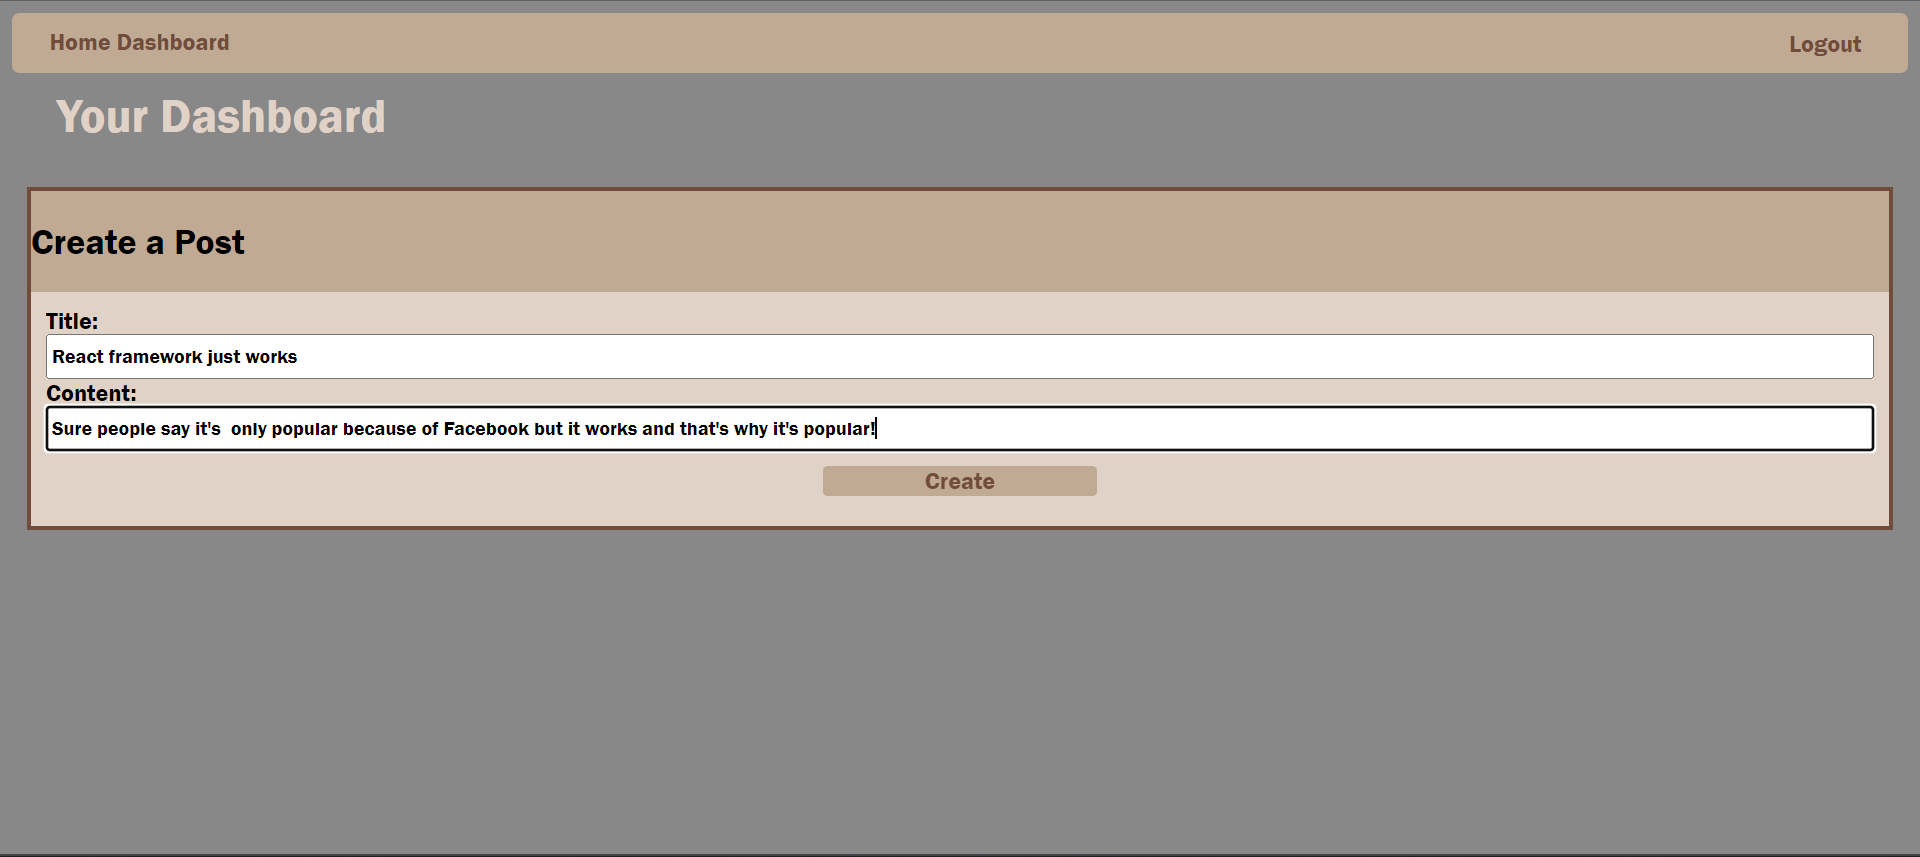 Home Dashboard Logout
Your Dashboard
Create a Post
Title:
React framework just works
Content:
Sure people say it's  only popular because of Facebook but it works and that's why it's popular!
Create